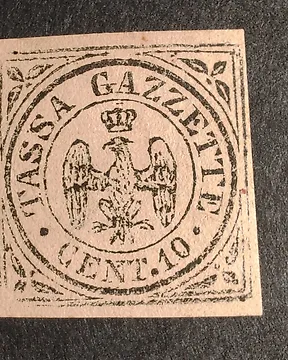 TASSA GAZZETTE
· CENT. 10 ·